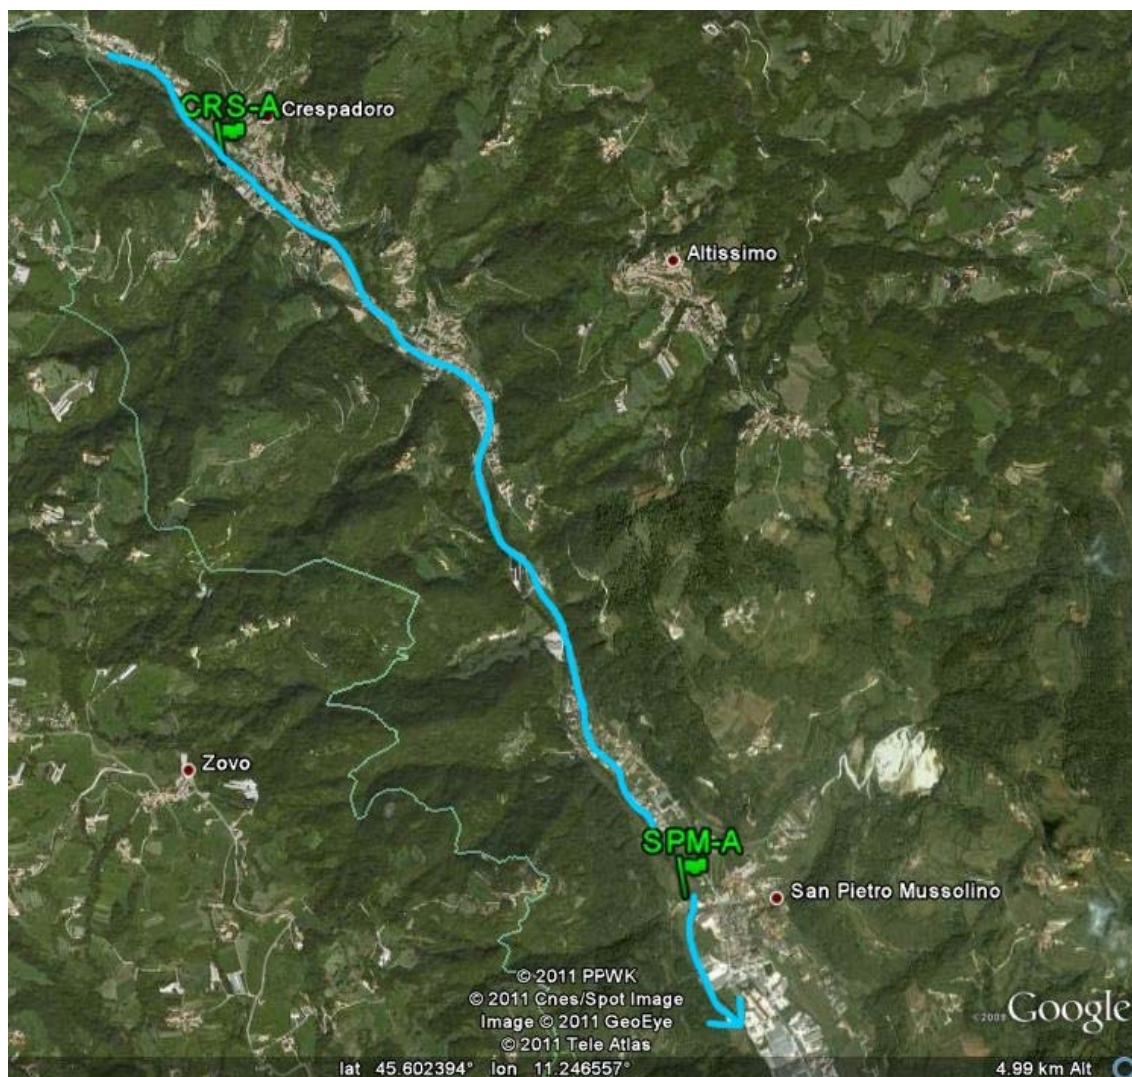 CRS-A
Crespadoro
Altissimo
Zovo
SPM-A
San Pietro Mussolino
© 2011 PPWK
© 2011 Cnes/Spot Image
Image © 2011 GeoEye
© 2011 Tele Atlas
©2009 Google
lat 45.602394° lon 11.246557° 4.99 km Alt